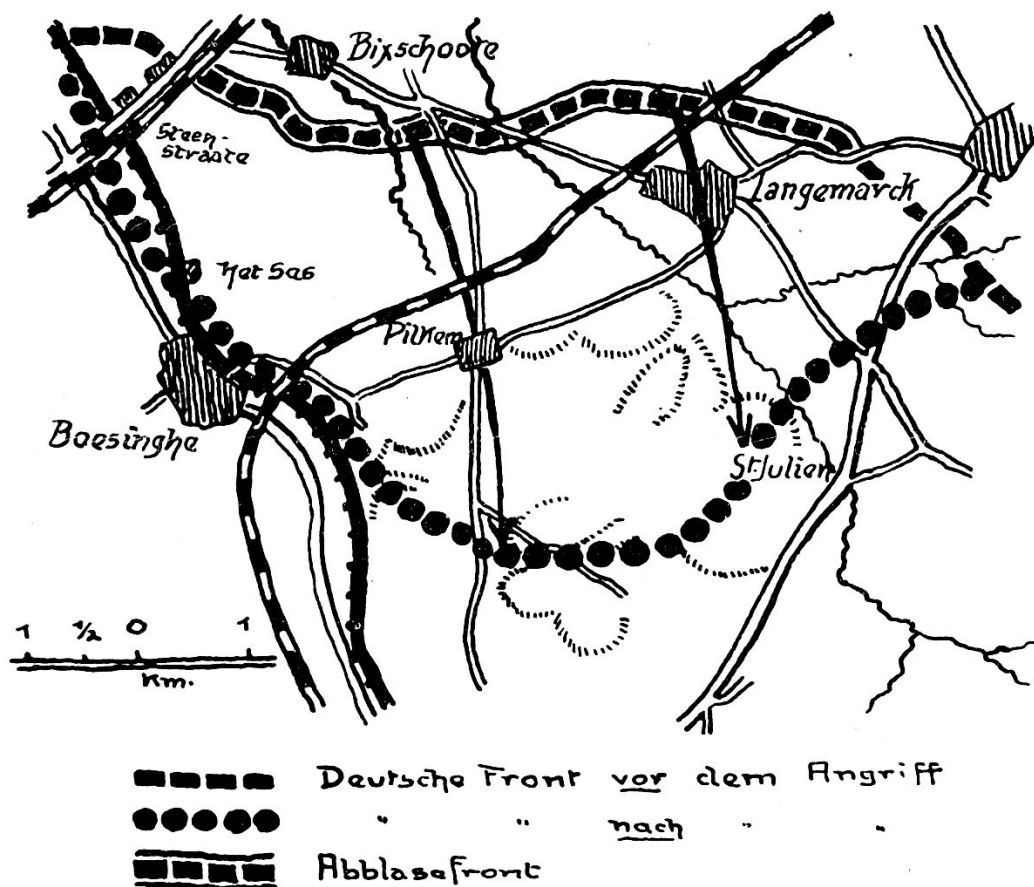 Bixschoote
Steen-
straate
Langemarck
Het Sas
Pilkem
Boesinghe
St. Julien
1 ½ 0 1
Km.
Deutsche Front vor dem Angriff
" " nach " "
Abblasefront